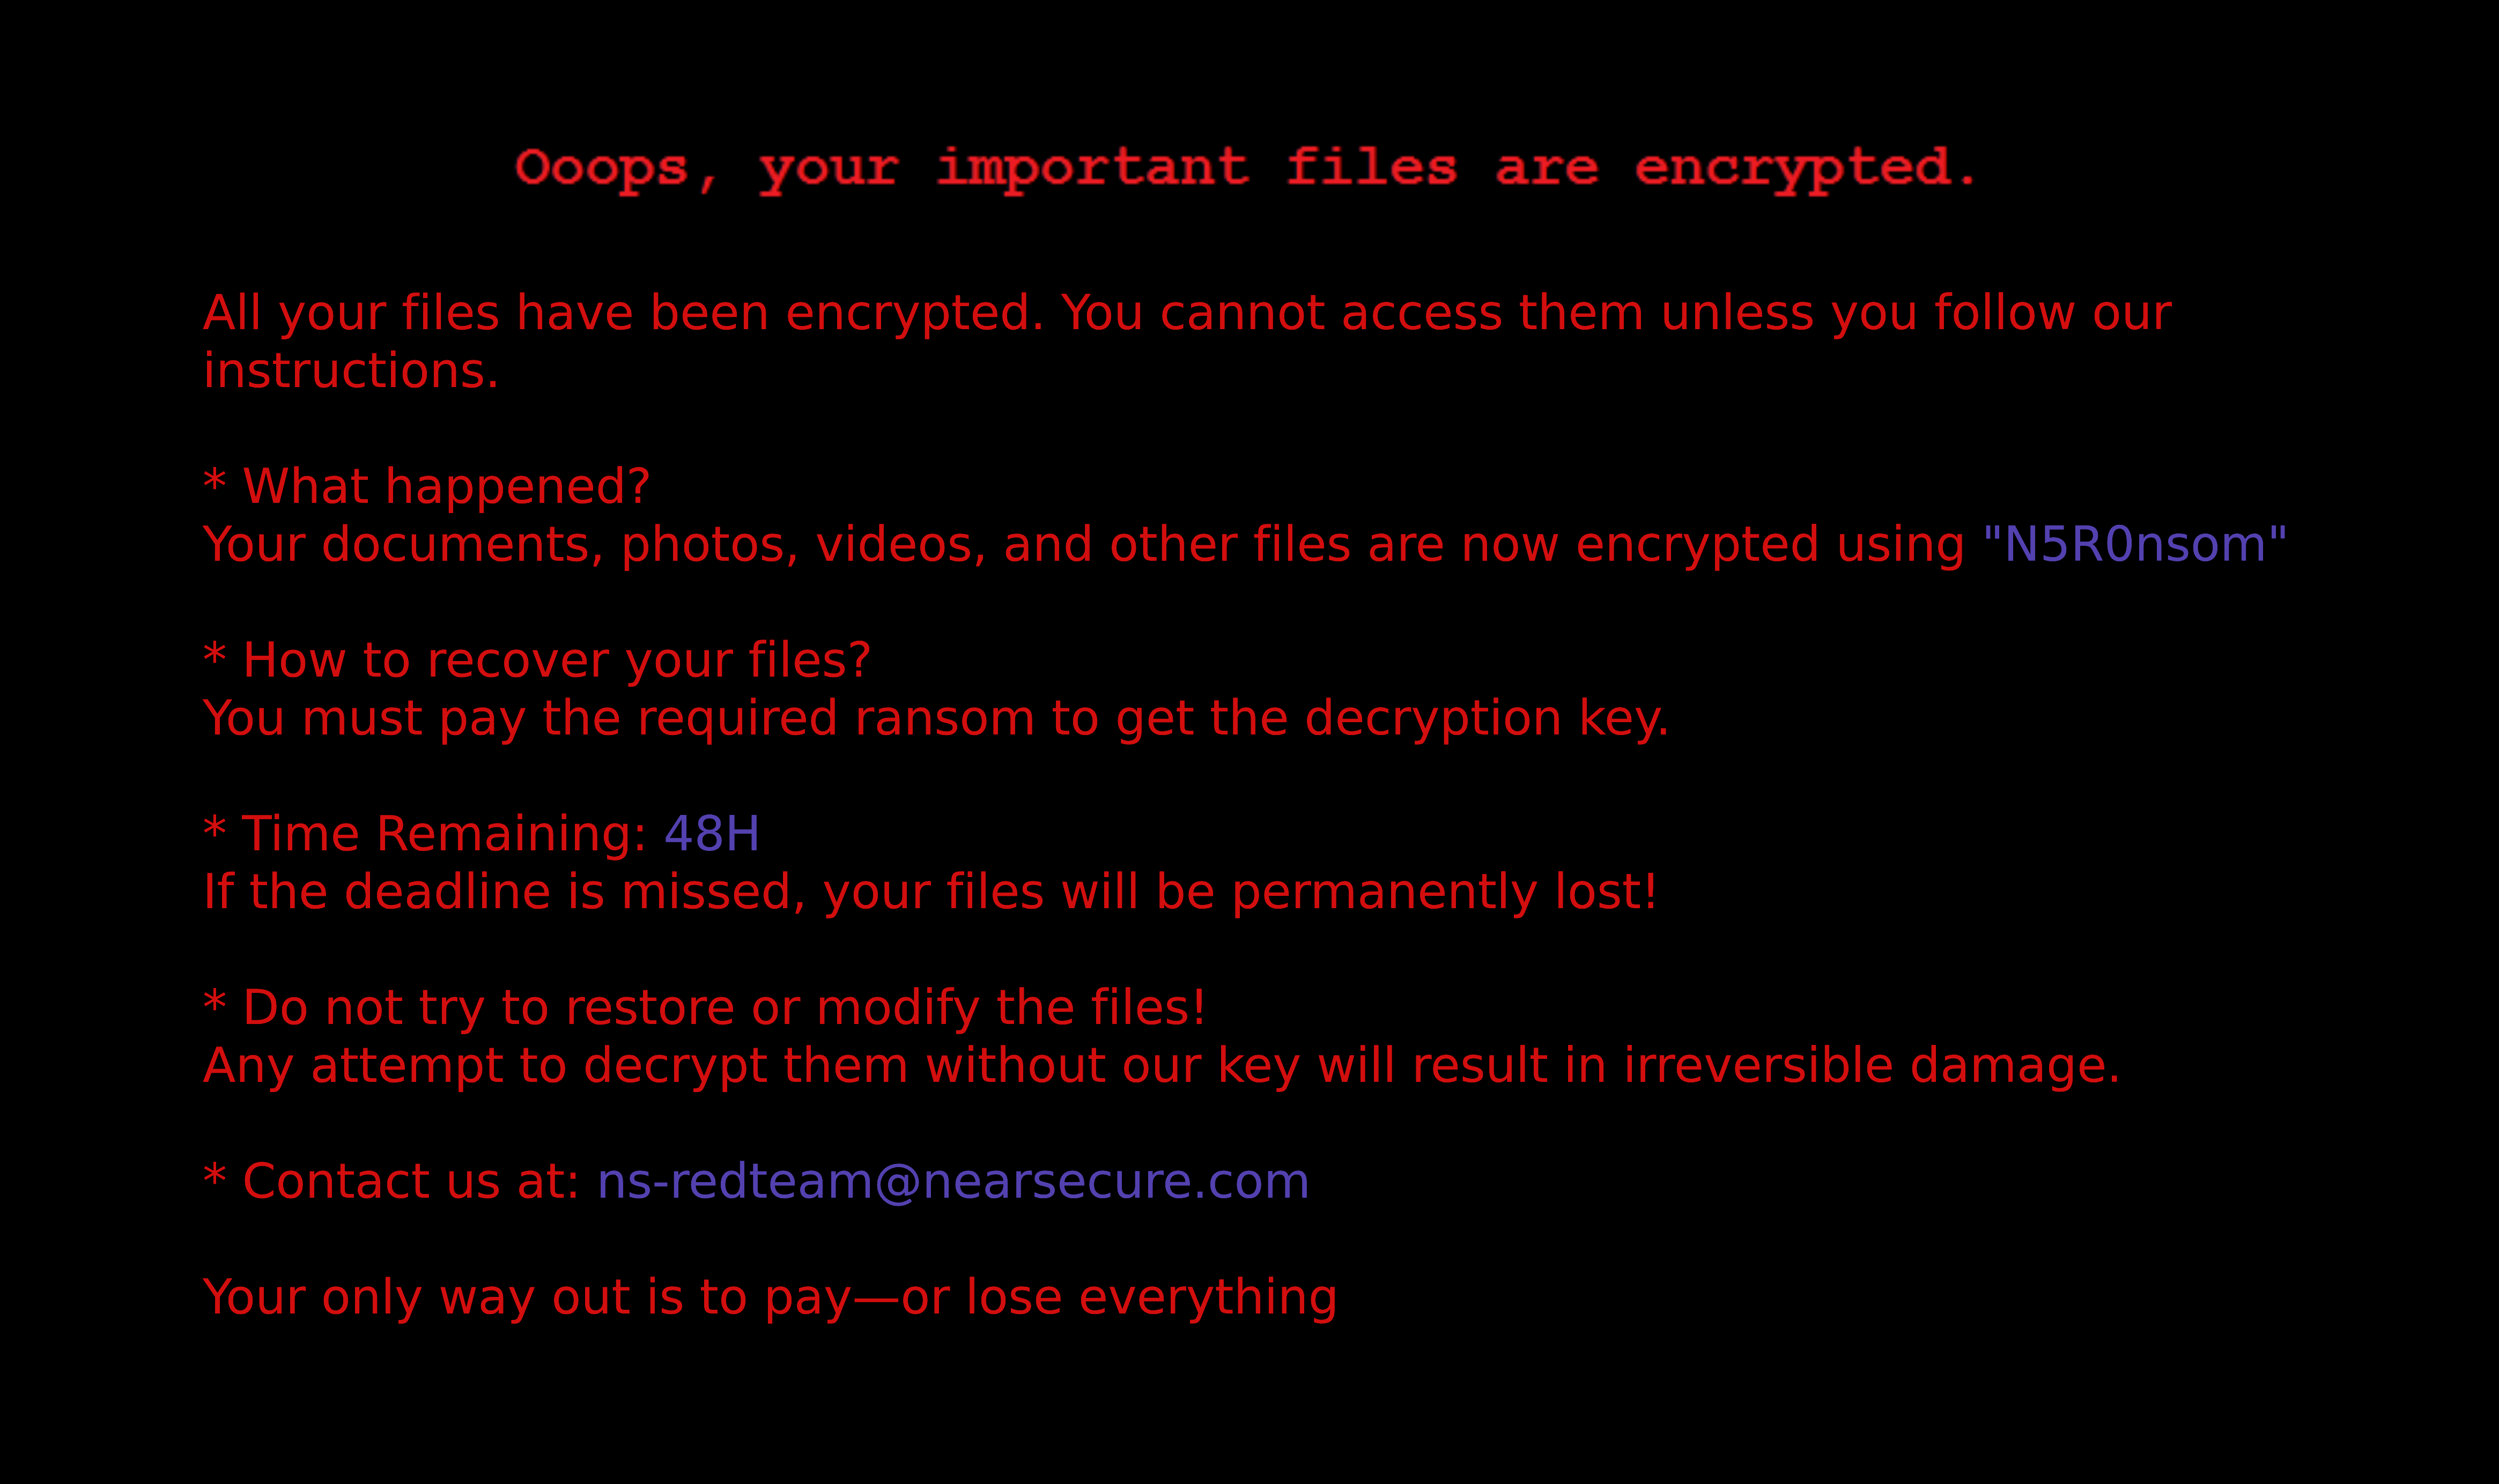 Ooops, your important files are encrypted.
All your files have been encrypted. You cannot access them unless you follow our
instructions.
* What happened?
Your documents, photos, videos, and other files are now encrypted using "N5R0nsom"
* How to recover your files?
You must pay the required ransom to get the decryption key.
* Time Remaining: 48H
If the deadline is missed, your files will be permanently lost!
* Do not try to restore or modify the files!
Any attempt to decrypt them without our key will result in irreversible damage.
* Contact us at: ns-redteam@nearsecure.com
Your only way out is to pay—or lose everything